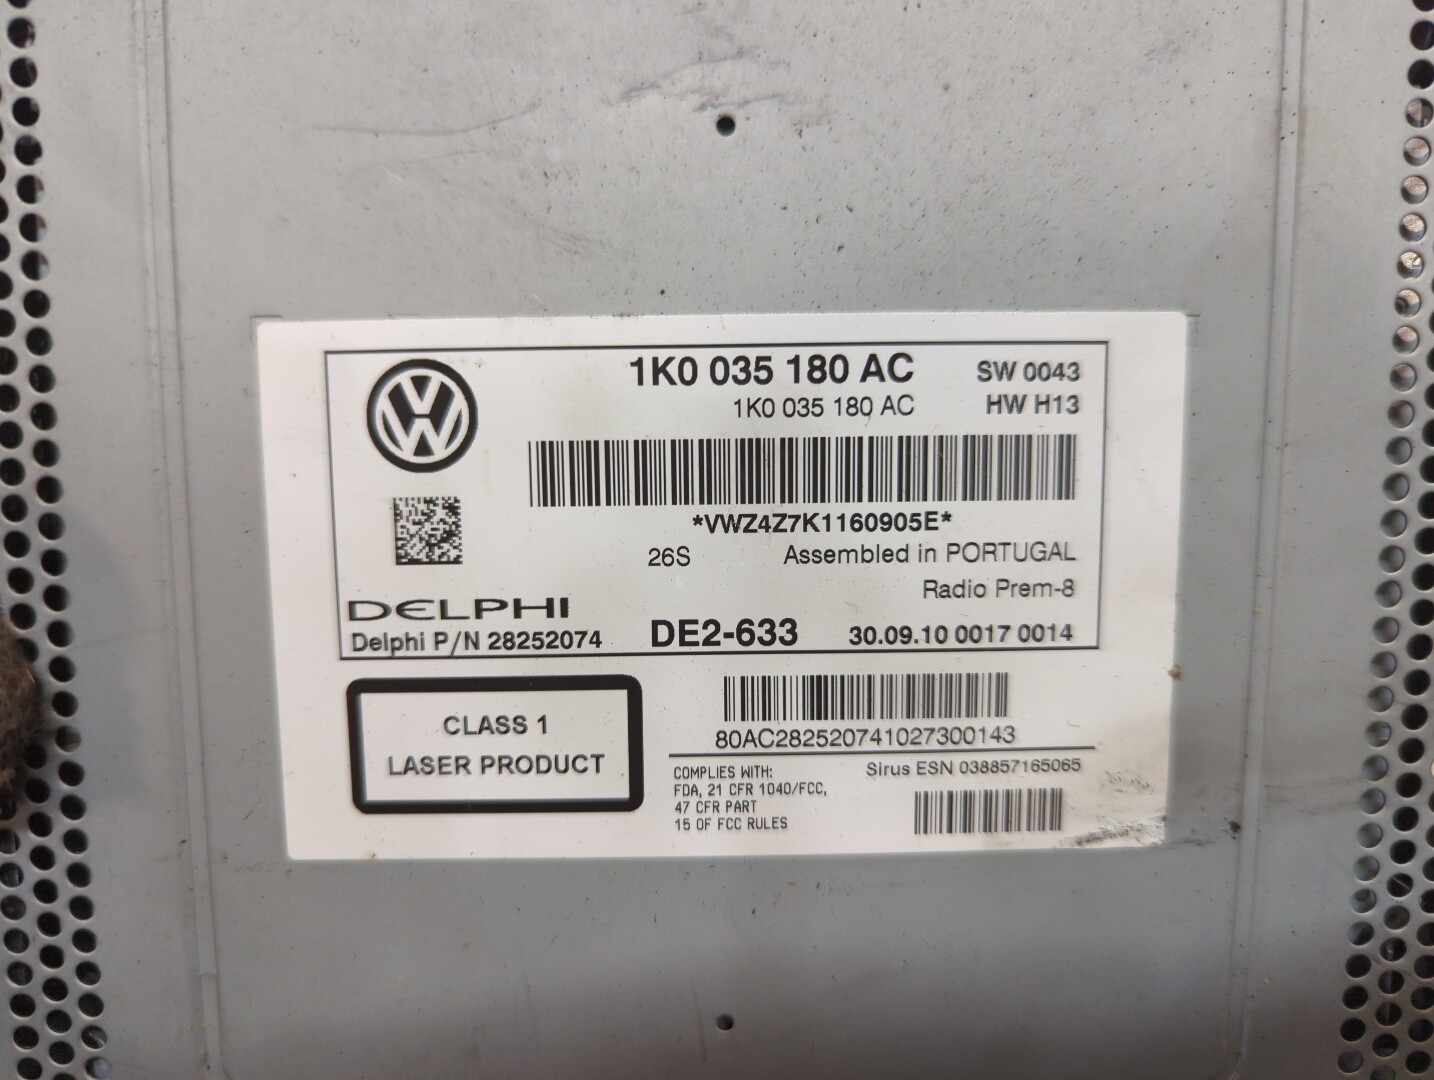 1K0 035 180 AC SW 0043
1K0 035 180 AC HW H13
*VWZ4Z7K1160905E*
26S Assembled in PORTUGAL
Radio Prem-8
DELPHI
Delphi P/N 28252074 DE2-633 30.09.10 0017 0014
CLASS 1
LASER PRODUCT
80AC282520741027300143
COMPLIES WITH:
FDA, 21 CFR 1040/FCC,
47 CFR PART
15 OF FCC RULES
Sirus ESN 038857165065